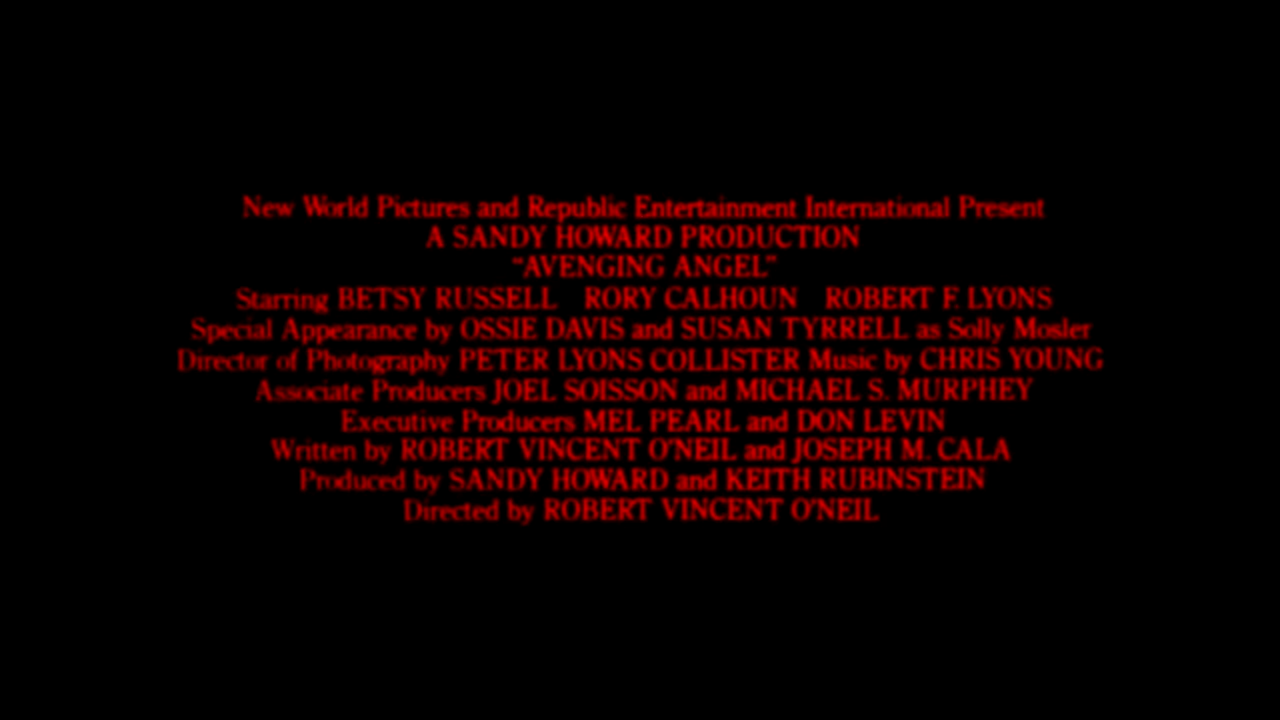 New World Pictures and Republic Entertainment International Present
A SANDY HOWARD PRODUCTION
“AVENGING ANGEL”
Starring BETSY RUSSELL RORY CALHOUN ROBERT F. LYONS
Special Appearance by OSSIE DAVIS and SUSAN TYRRELL as Solly Mosler
Director of Photography PETER LYONS COLLISTER Music by CHRIS YOUNG
Associate Producers JOEL SOISSON and MICHAEL S. MURPHEY
Executive Producers MEL PEARL and DON LEVIN
Written by ROBERT VINCENT O'NEIL and JOSEPH M. CALA
Produced by SANDY HOWARD and KEITH RUBINSTEIN
Directed by ROBERT VINCENT O'NEIL